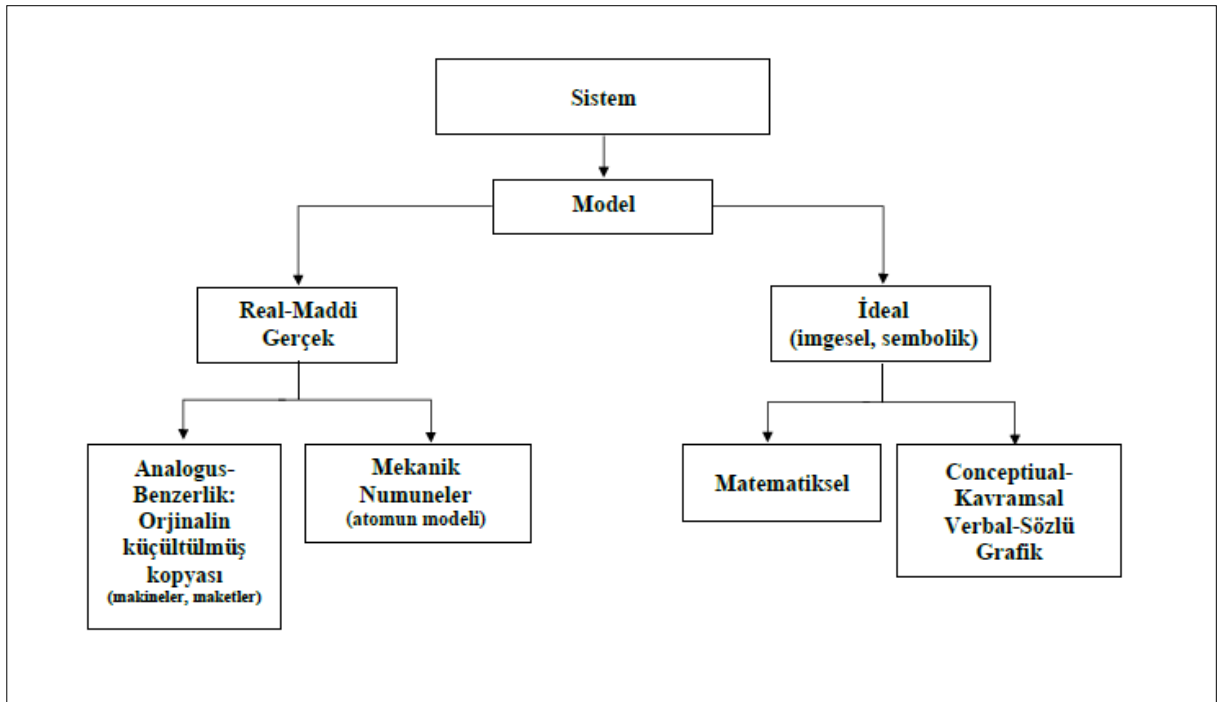 Sistem
Model
Real-Maddi
Gerçek
İdeal
(imgesel, sembolik)
Analogus-
Benzerlik:
Orjinalin
küçültülmüş
kopyası
(makineler, maketler)
Mekanik
Numuneler
(atomun modeli)
Matematiksel
Conceptiual-
Kavramsal
Verbal-Sözlü
Grafik